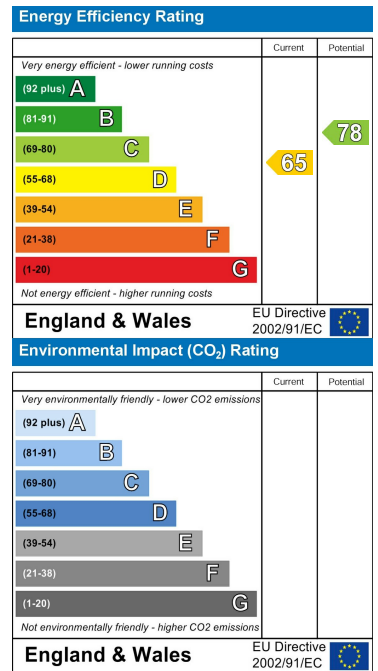 Energy Efficiency Rating
Current Potential
Very energy efficient - lower running costs
(92 plus) A
(81-91) B
(69-80) C
(55-68) D
(39-54) E
(21-38) F
(1-20) G
65
78
Not energy efficient - higher running costs
England & Wales
EU Directive
2002/91/EC
Environmental Impact (CO₂) Rating
Current Potential
Very environmentally friendly - lower CO2 emissions
(92 plus) A
(81-91) B
(69-80) C
(55-68) D
(39-54) E
(21-38) F
(1-20) G
Not environmentally friendly - higher CO2 emissions
England & Wales
EU Directive
2002/91/EC